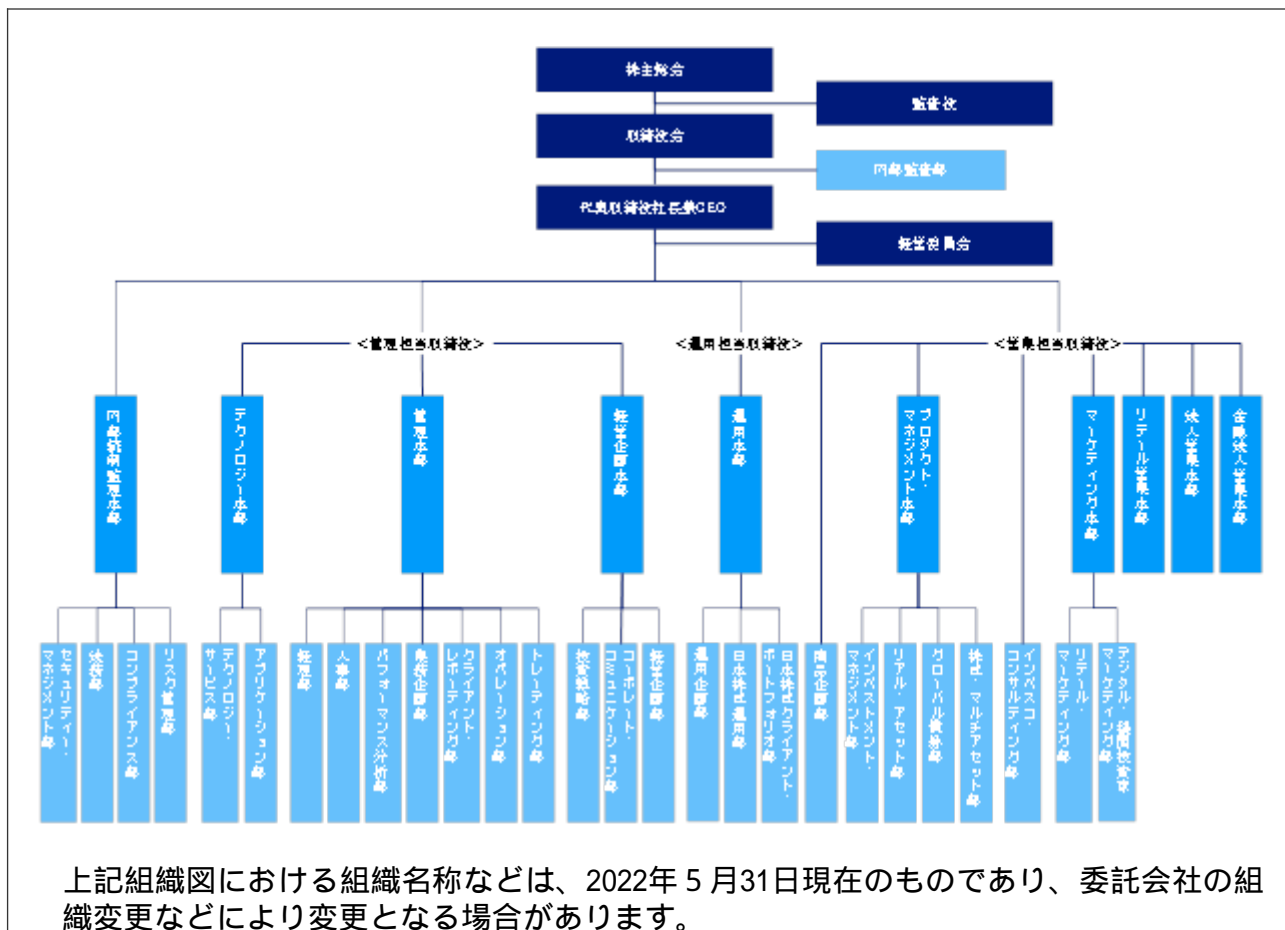 株主総会
監査役
取締役会
内部監査部
代表取締役社長兼CEO
経営委員会
<管理担当取締役>
<運用担当取締役>
<営業担当取締役>
内部統制管理本部
テクノロジー本部
管理本部
経営企画本部
運用本部
プロダクト・
マネジメント本部
マーケティング本部
リテール営業本部
法人営業本部
金融法人営業本部
セキュリティー・
マネジメント部
法務部
コンプライアンス部
リスク管理部
テクノロジー・
サービス部
アプリケーション部
経理部
人事部
パフォーマンス分析部
業務企画部
クライアント・
レポーティング部
オペレーション部
トレーディング部
コーポレート・
コミュニケーション部
経営企画部
運用企画部
日本株式運用部
日本株式クライアント・
ポートフォリオ部
商品企画部
インベストメント・
マネジメント部
リアル・アセット部
グローバル債券部
株式・マルチアセット部
インベスコ・
コンサルティング部
リテール・
マーケティング部
デジタル・機関投資家
マーケティング部
上記組織図における組織名称などは、2022年5月31日現在のものであり、委託会社の組
織変更などにより変更となる場合があります。